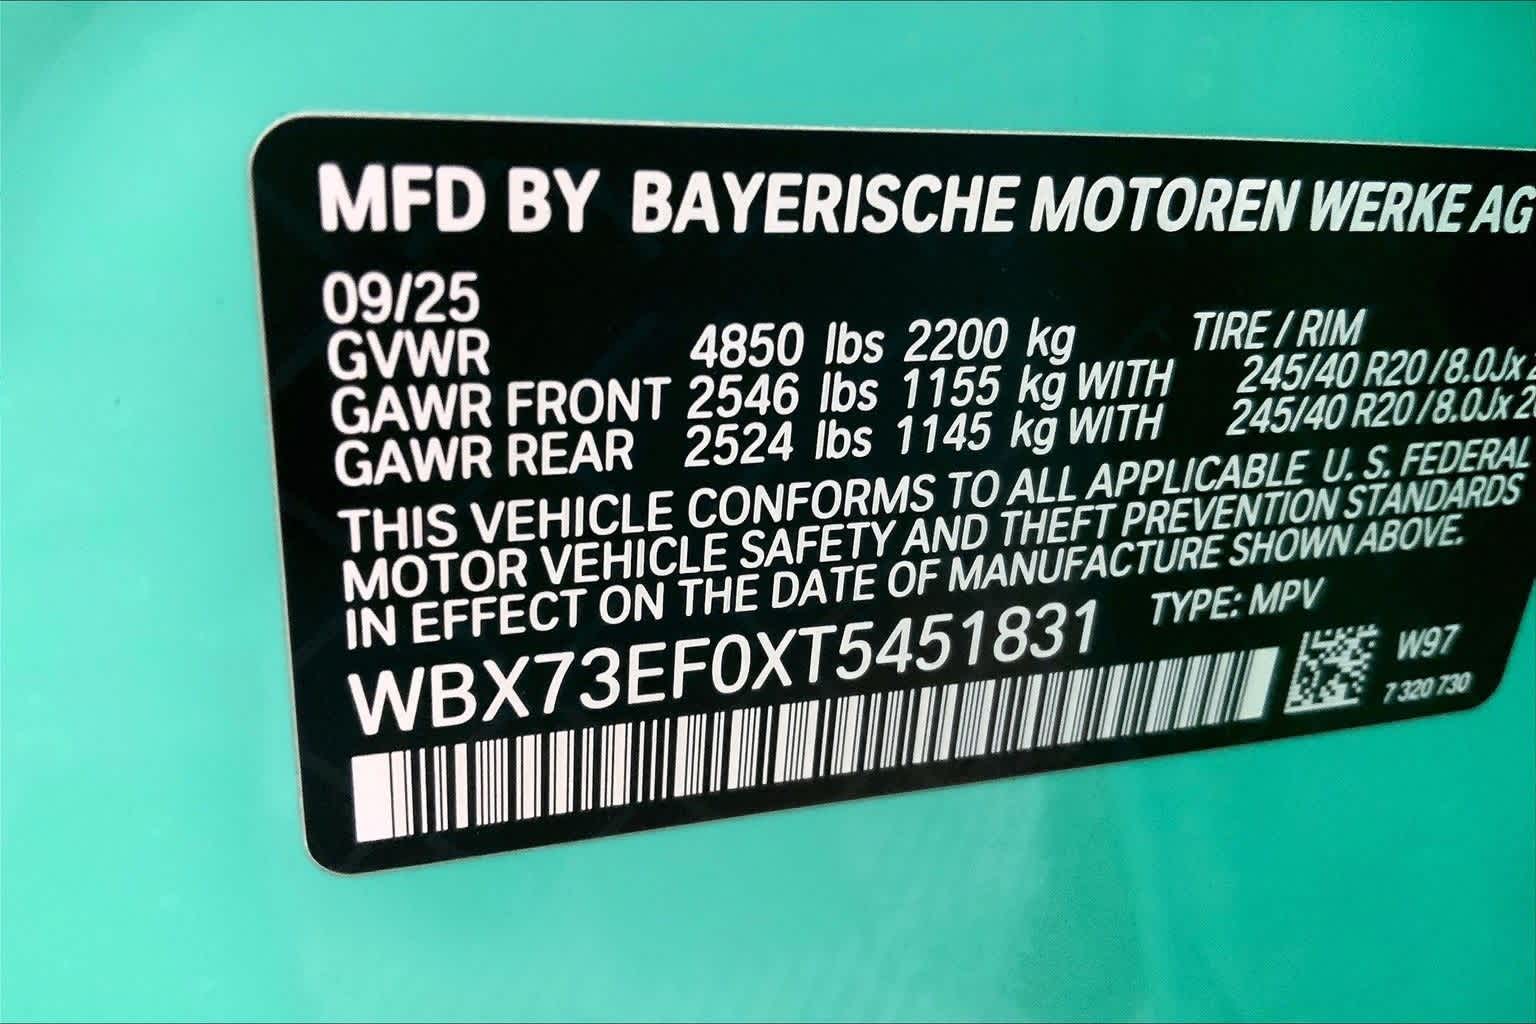 MFD BY BAYERISCHE MOTOREN WERKE AG
09/25
GVWR 4850 lbs 2200 kg TIRE / RIM
GAWR FRONT 2546 lbs 1155 kg WITH 245/40 R20 / 8.0Jx
GAWR REAR 2524 lbs 1145 kg WITH 245/40 R20 / 8.0Jx
THIS VEHICLE CONFORMS TO ALL APPLICABLE U. S. FEDERAL
MOTOR VEHICLE SAFETY AND THEFT PREVENTION STANDARDS
IN EFFECT ON THE DATE OF MANUFACTURE SHOWN ABOVE.
WBX73EF0XT5451831 TYPE: MPV
W97
7 320 730